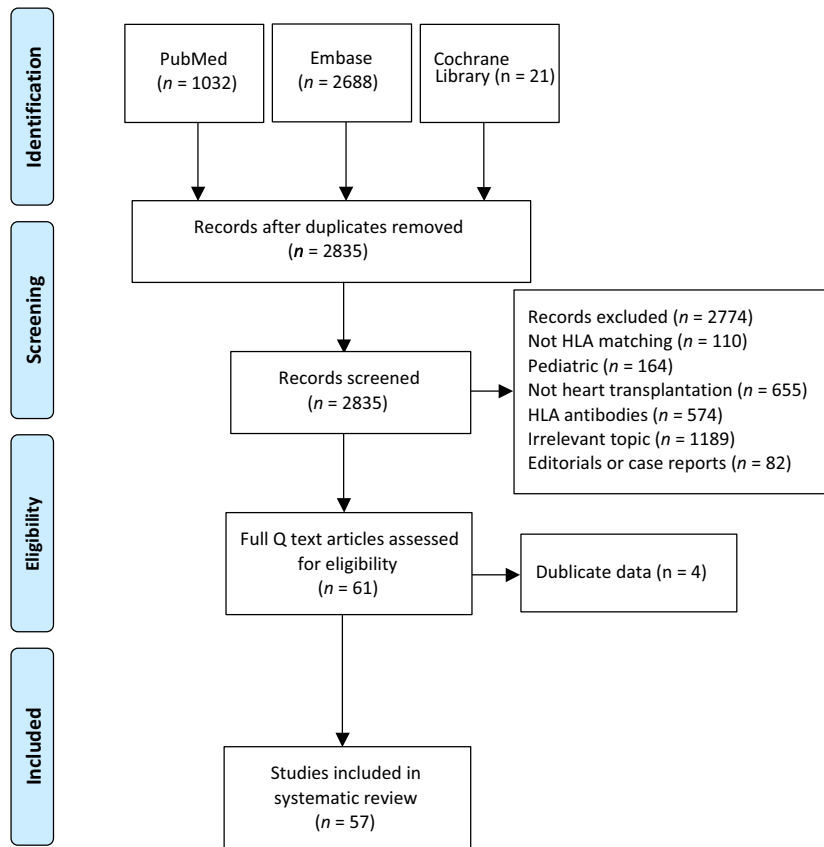 Identification
PubMed
(n = 1032)
Embase
(n = 2688)
Cochrane
Library (n = 21)
Records after duplicates removed
(n = 2835)
Screening
Records screened
(n = 2835)
Records excluded (n = 2774)
Not HLA matching (n = 110)
Pediatric (n = 164)
Not heart transplantation (n = 655)
HLA antibodies (n = 574)
Irrelevant topic (n = 1189)
Editorials or case reports (n = 82)
Eligibility
Full Q text articles assessed
for eligibility
(n = 61)
Dublicate data (n = 4)
Included
Studies included in
systematic review
(n = 57)